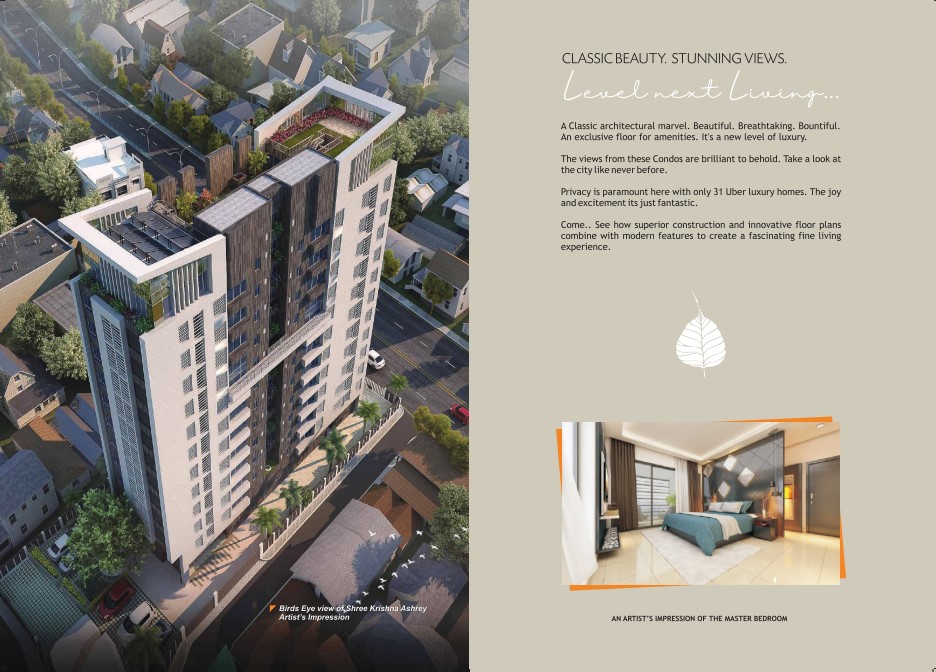 Birds Eye view of Shree Krishna Ashrey
Artist's Impression
CLASSIC BEAUTY. STUNNING VIEWS.
Level next Living...
A Classic architectural marvel. Beautiful. Breathtaking. Bountiful.
An exclusive floor for amenities. It's a new level of luxury.
The views from these Condos are brilliant to behold. Take a look at
the city like never before.
Privacy is paramount here with only 31 Uber luxury homes. The joy
and excitement its just fantastic.
Come.. See how superior construction and innovative floor plans
combine with modern features to create a fascinating fine living
experience.
AN ARTIST'S IMPRESSION OF THE MASTER BEDROOM